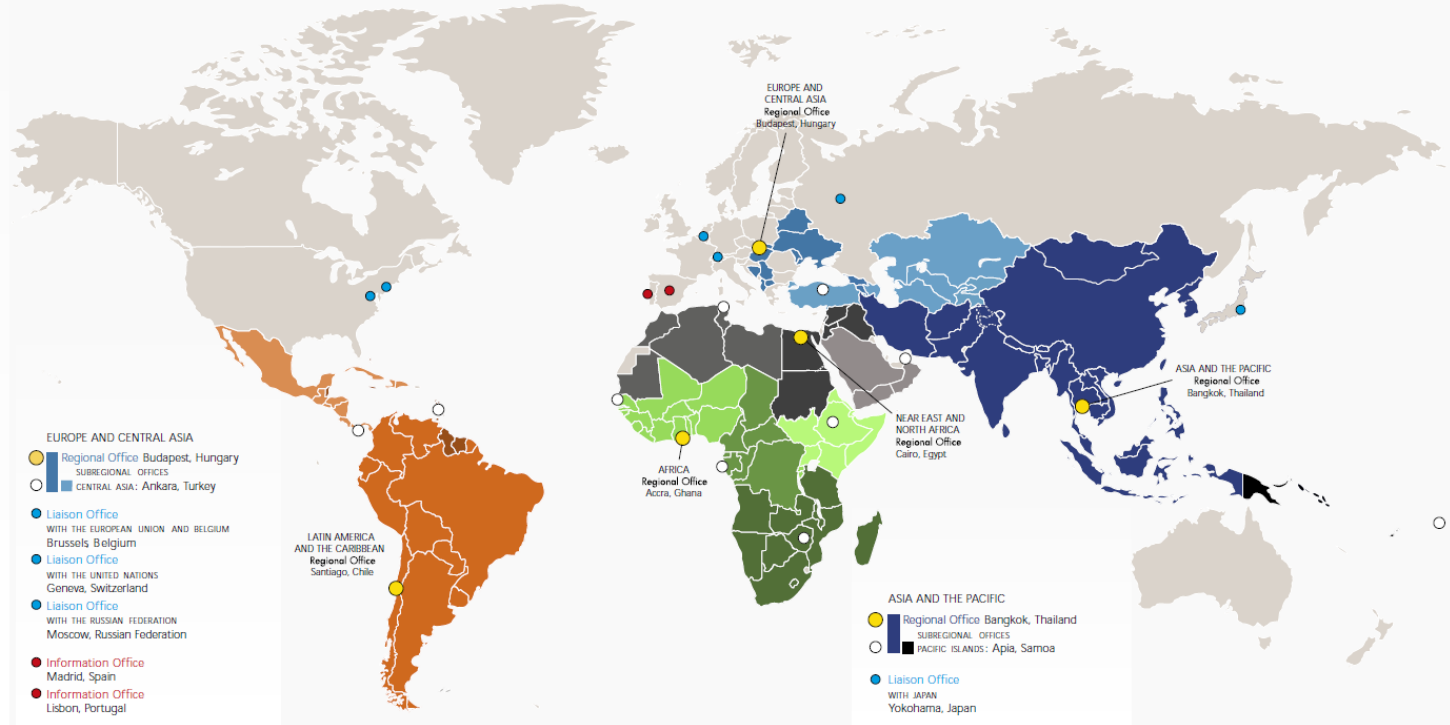 EUROPE AND
CENTRAL ASIA
Regional Office
Budapest, Hungary
ASIA AND THE PACIFIC
Regional Office
Bangkok, Thailand
NEAR EAST AND
NORTH AFRICA
Regional Office
Cairo, Egypt
AFRICA
Regional Office
Accra, Ghana
LATIN AMERICA
AND THE CARIBBEAN
Regional Office
Santiago, Chile
EUROPE AND CENTRAL ASIA
Regional Office Budapest, Hungary
SUBREGIONAL OFFICES
CENTRAL ASIA: Ankara, Turkey
Liaison Office
WITH THE EUROPEAN UNION AND BELGIUM
Brussels, Belgium
Liaison Office
WITH THE UNITED NATIONS
Geneva, Switzerland
Liaison Office
WITH THE RUSSIAN FEDERATION
Moscow, Russian Federation
Information Office
Madrid, Spain
Information Office
Lisbon, Portugal
ASIA AND THE PACIFIC
Regional Office Bangkok, Thailand
SUBREGIONAL OFFICES
PACIFIC ISLANDS: Apia, Samoa
Liaison Office
WITH JAPAN
Yokohama, Japan